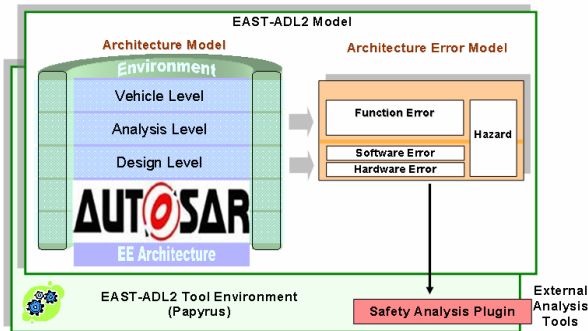 EAST-ADL2 Model
Architecture Model
Architecture Error Model
Environment
Vehicle Level
Analysis Level
Design Level
AUTOSAR
EE Architecture
Function Error
Software Error
Hardware Error
Hazard
EAST-ADL2 Tool Environment
(Papyrus)
Safety Analysis Plugin
External
Analysis
Tools